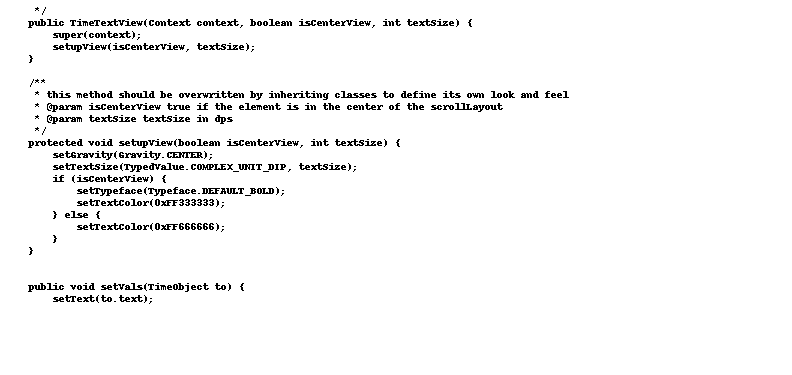 */
    public TimeTextView(Context context, boolean isCenterView, int textSize) {
        super(context);
        setupView(isCenterView, textSize);
    }

    /**
     * this method should be overwritten by inheriting classes to define its own look and feel
     * @param isCenterView true if the element is in the center of the scrollLayout
     * @param textSize textSize in dps
     */
    protected void setupView(boolean isCenterView, int textSize) {
        setGravity(Gravity.CENTER);
        setTextSize(TypedValue.COMPLEX_UNIT_DIP, textSize);
        if (isCenterView) {
            setTypeface(Typeface.DEFAULT_BOLD);
            setTextColor(0xFF333333);
        } else {
            setTextColor(0xFF666666);
        }
    }


    public void setVals(TimeObject to) {
        setText(to.text);